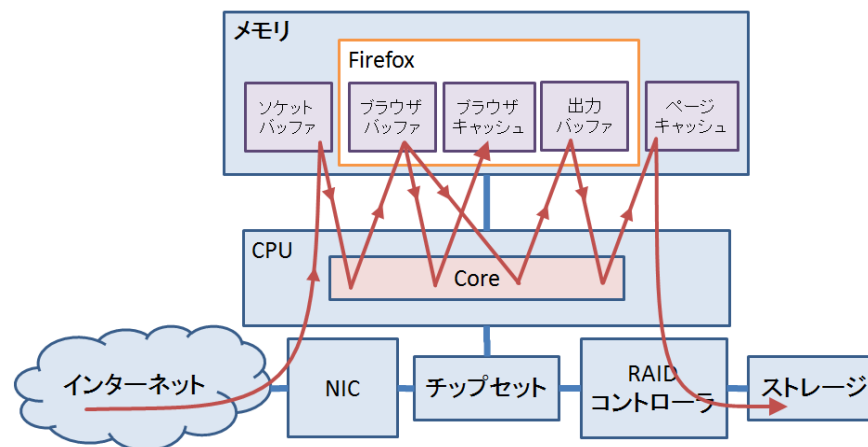 メモリ
Firefox
ソケット
バッファ
ブラウザ
バッファ
ブラウザ
キャッシュ
出力
バッファ
ページ
キャッシュ
CPU
Core
インターネット
NIC
チップセット
RAID
コントローラ
ストレージ